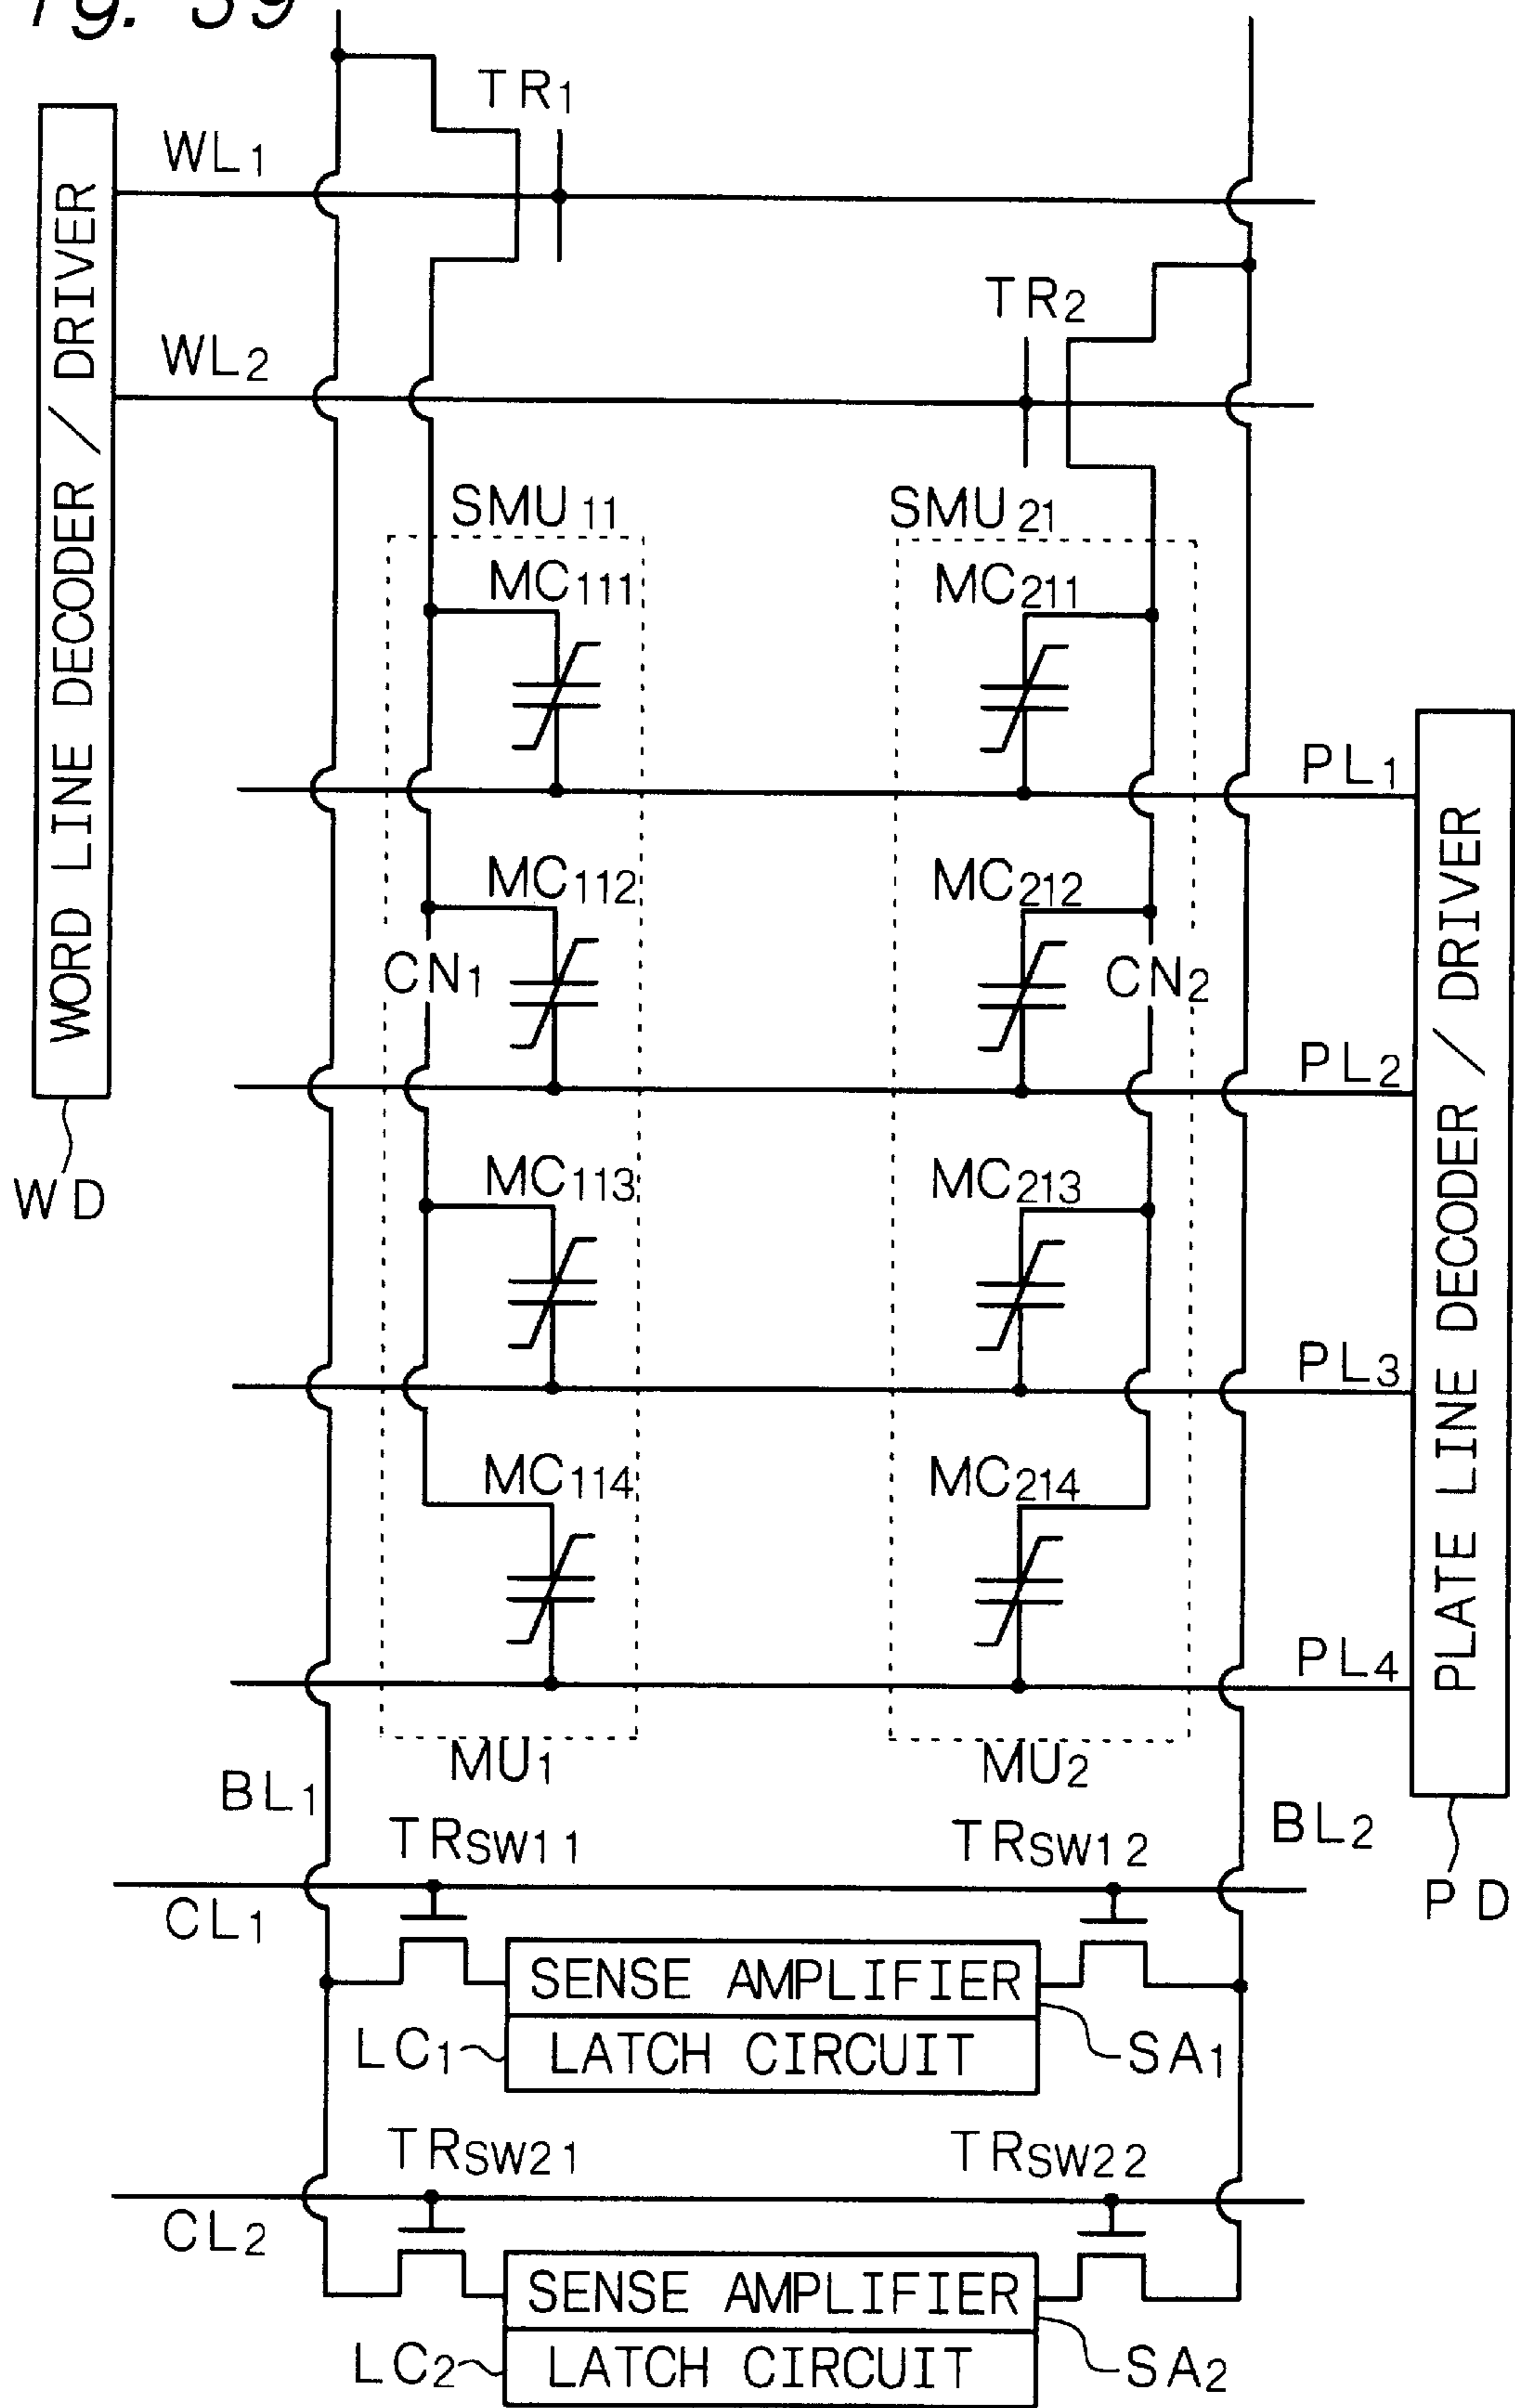 Fig. 39
TR1
WL1
WORD LINE DECODER / DRIVER
TR2
WL2
SMU11
SMU21
MC111
MC211
PL1
MC112
MC212
CN1
CN2
PL2
PLATE LINE DECODER / DRIVER
WD
MC113
MC213
PL3
MC114
MC214
PL4
MU1
MU2
BL1
BL2
TRSW11
TRSW12
CL1
PD
SENSE AMPLIFIER
LC1
LATCH CIRCUIT
SA1
TRSW21
TRSW22
CL2
SENSE AMPLIFIER
LC2
LATCH CIRCUIT
SA2